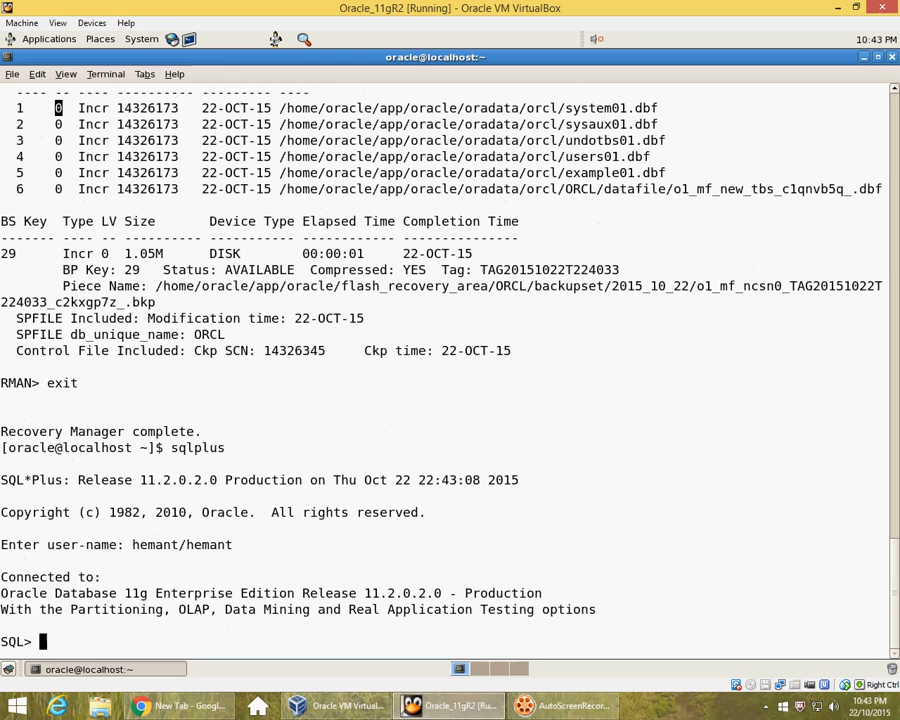 Oracle_11gR2 [Running] - Oracle VM VirtualBox
Machine View Devices Help
Applications Places System 10:43 PM
oracle@localhost:~
File Edit View Terminal Tabs Help
---- -- ---- ---------- ---------- ----
1 0 Incr 14326173 22-OCT-15 /home/oracle/app/oracle/oradata/orcl/system01.dbf
2 0 Incr 14326173 22-OCT-15 /home/oracle/app/oracle/oradata/orcl/sysaux01.dbf
3 0 Incr 14326173 22-OCT-15 /home/oracle/app/oracle/oradata/orcl/undotbs01.dbf
4 0 Incr 14326173 22-OCT-15 /home/oracle/app/oracle/oradata/orcl/users01.dbf
5 0 Incr 14326173 22-OCT-15 /home/oracle/app/oracle/oradata/orcl/example01.dbf
6 0 Incr 14326173 22-OCT-15 /home/oracle/app/oracle/oradata/orcl/ORCL/datafile/o1_mf_new_tbs_c1qnvb5q_.dbf
BS Key Type LV Size Device Type Elapsed Time Completion Time
------- ---- -- ---------- ----------- ------------ ---------------
29 Incr 0 1.05M DISK 00:00:01 22-OCT-15
BP Key: 29 Status: AVAILABLE Compressed: YES Tag: TAG20151022T224033
Piece Name: /home/oracle/app/oracle/flash_recovery_area/ORCL/backupset/2015_10_22/o1_mf_ncsn0_TAG20151022T
224033_c2kxgp7z_.bkp
SPFILE Included: Modification time: 22-OCT-15
SPFILE db_unique_name: ORCL
Control File Included: Ckp SCN: 14326345 Ckp time: 22-OCT-15
RMAN> exit
Recovery Manager complete.
[oracle@localhost ~]$ sqlplus
SQL*Plus: Release 11.2.0.2.0 Production on Thu Oct 22 22:43:08 2015
Copyright (c) 1982, 2010, Oracle. All rights reserved.
Enter user-name: hemant/hemant
Connected to:
Oracle Database 11g Enterprise Edition Release 11.2.0.2.0 - Production
With the Partitioning, OLAP, Data Mining and Real Application Testing options
SQL>
oracle@localhost:~
Right Ctrl
New Tab - Googl... Oracle VM Virtual... Oracle_11gR2 [Ru... AutoScreenRecor... 10:43 PM
22/10/2015